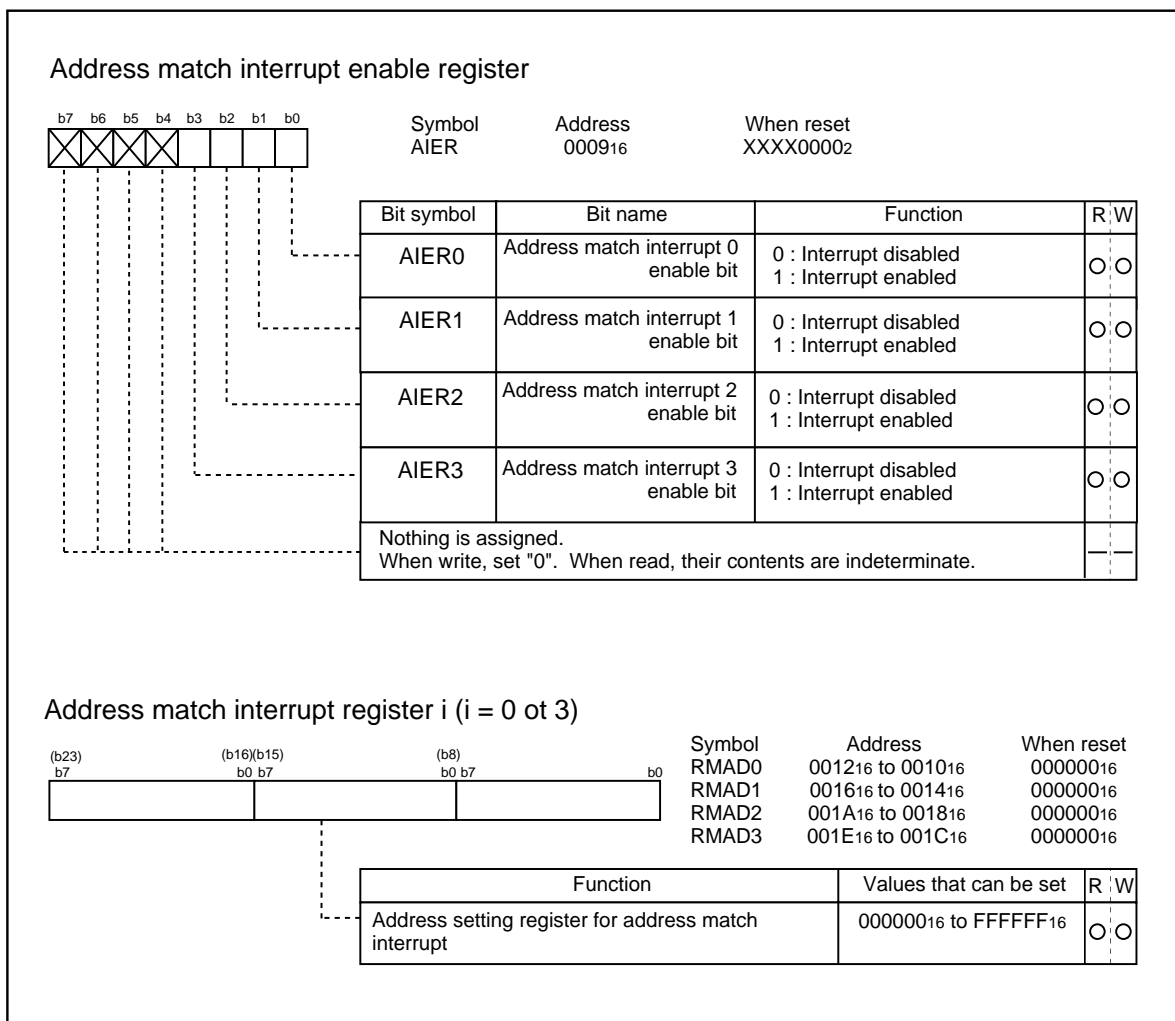 Address match interrupt enable register
b7 b6 b5 b4 b3 b2 b1 b0
Symbol Address When reset
AIER 000916 XXXX00002
Bit symbol Bit name Function R W
AIER0 Address match interrupt 0 enable bit 0 : Interrupt disabled
1 : Interrupt enabled
AIER1 Address match interrupt 1 enable bit 0 : Interrupt disabled
1 : Interrupt enabled
AIER2 Address match interrupt 2 enable bit 0 : Interrupt disabled
1 : Interrupt enabled
AIER3 Address match interrupt 3 enable bit 0 : Interrupt disabled
1 : Interrupt enabled
Nothing is assigned.
When write, set "0". When read, their contents are indeterminate.
Address match interrupt register i (i = 0 ot 3)
(b23) (b16)(b15) (b8)
b7 b0 b7 b0 b7 b0
Symbol Address When reset
RMAD0 001216 to 001016 00000016
RMAD1 001616 to 001416 00000016
RMAD2 001A16 to 001816 00000016
RMAD3 001E16 to 001C16 00000016
Function Values that can be set R W
Address setting register for address match
interrupt
00000016 to FFFFFF16